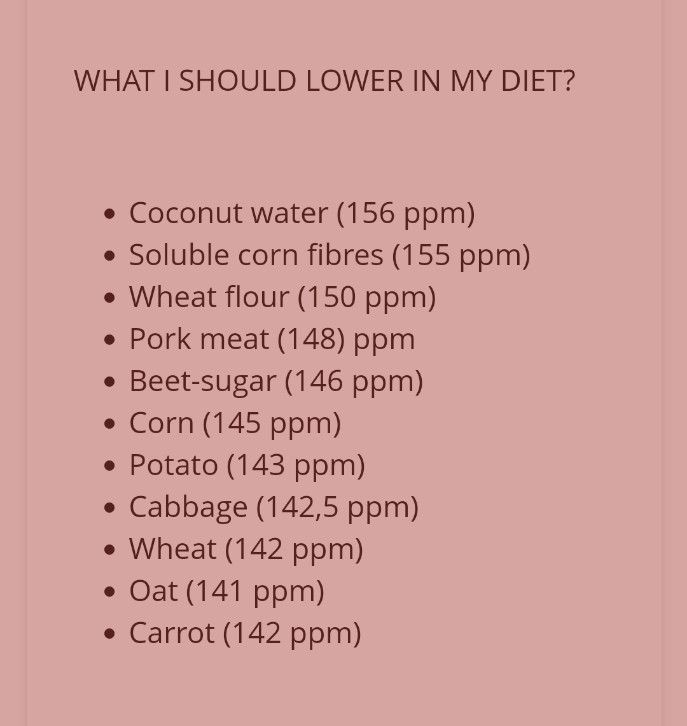 WHAT I SHOULD LOWER IN MY DIET?
• Coconut water (156 ppm)
• Soluble corn fibres (155 ppm)
• Wheat flour (150 ppm)
• Pork meat (148) ppm
• Beet-sugar (146 ppm)
• Corn (145 ppm)
• Potato (143 ppm)
• Cabbage (142,5 ppm)
• Wheat (142 ppm)
• Oat (141 ppm)
• Carrot (142 ppm)